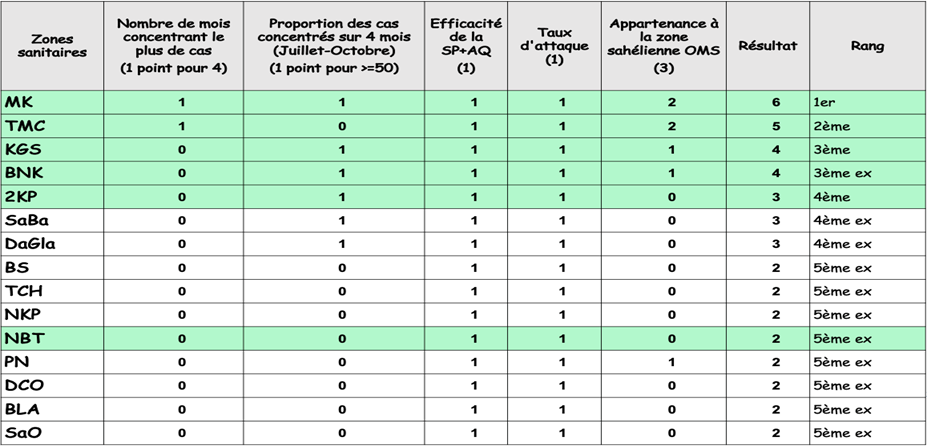 Zones sanitaires | Nombre de mois concentrant le plus de cas (1 point pour 4) | Proportion des cas concentrés sur 4 mois (Juillet-Octobre) (1 point pour >=50) | Efficacité de la SP+AQ (1) | Taux d'attaque (1) | Appartenance à la zone sahélienne OMS (3) | Résultat | Rang
MK | 1 | 1 | 1 | 1 | 2 | 6 | 1er
TMC | 1 | 0 | 1 | 1 | 2 | 5 | 2ème
KGS | 0 | 1 | 1 | 1 | 1 | 4 | 3ème
BNK | 0 | 1 | 1 | 1 | 1 | 4 | 3ème ex
2KP | 0 | 1 | 1 | 1 | 0 | 3 | 4ème
SaBa | 0 | 1 | 1 | 1 | 0 | 3 | 4ème ex
DaGla | 0 | 1 | 1 | 1 | 0 | 3 | 4ème ex
BS | 0 | 0 | 1 | 1 | 0 | 2 | 5ème ex
TCH | 0 | 0 | 1 | 1 | 0 | 2 | 5ème ex
NKP | 0 | 0 | 1 | 1 | 0 | 2 | 5ème ex
NBT | 0 | 0 | 1 | 1 | 0 | 2 | 5ème ex
PN | 0 | 0 | 1 | 1 | 1 | 2 | 5ème ex
DCO | 0 | 0 | 1 | 1 | 0 | 2 | 5ème ex
BLA | 0 | 0 | 1 | 1 | 0 | 2 | 5ème ex
SaO | 0 | 0 | 1 | 1 | 0 | 2 | 5ème ex